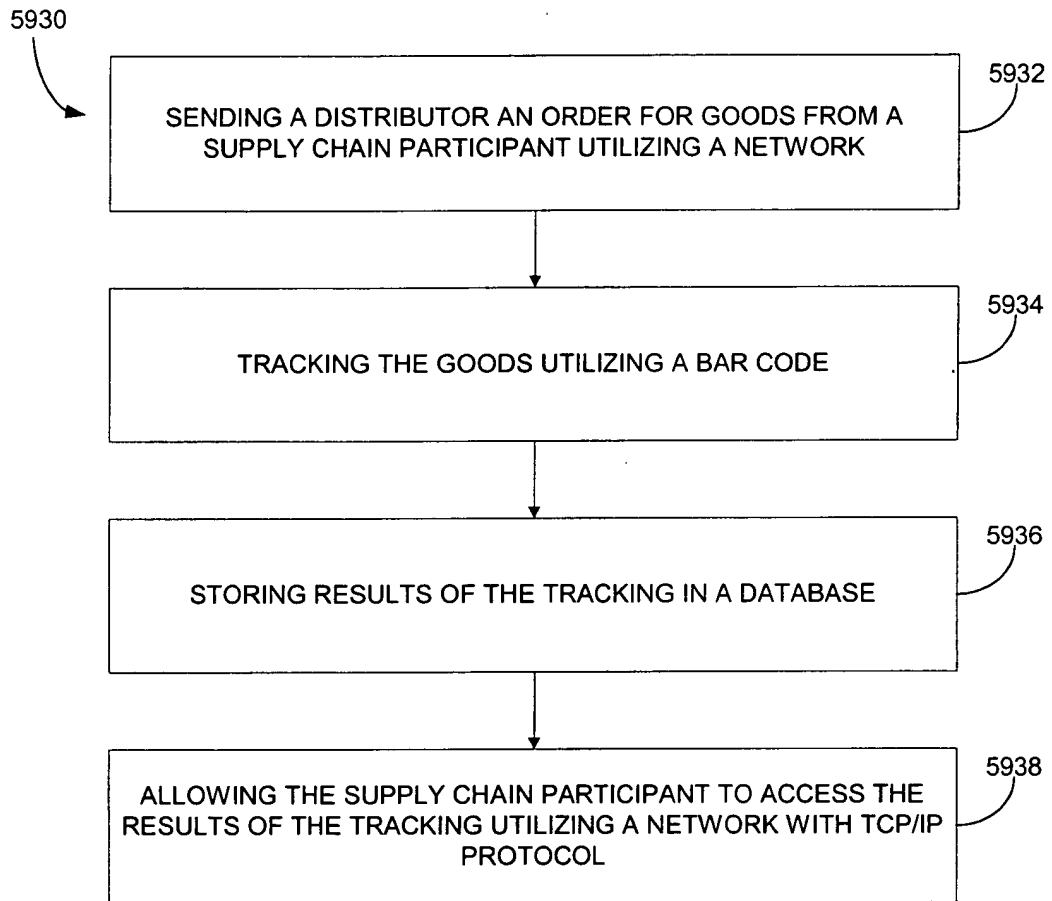 5930
5932
SENDING A DISTRIBUTOR AN ORDER FOR GOODS FROM A
SUPPLY CHAIN PARTICIPANT UTILIZING A NETWORK
5934
TRACKING THE GOODS UTILIZING A BAR CODE
5936
STORING RESULTS OF THE TRACKING IN A DATABASE
5938
ALLOWING THE SUPPLY CHAIN PARTICIPANT TO ACCESS THE
RESULTS OF THE TRACKING UTILIZING A NETWORK WITH TCP/IP
PROTOCOL